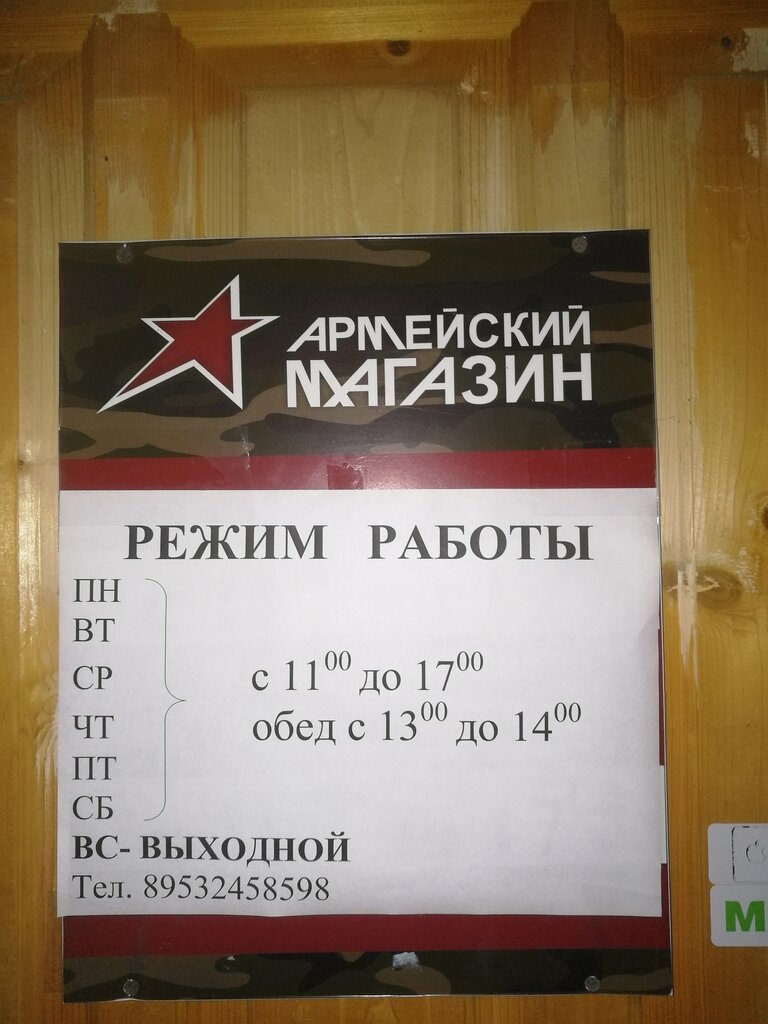 АРМЕЙСКИЙ
МАГАЗИН
РЕЖИМ РАБОТЫ
ПН
ВТ
СР
ЧТ
ПТ
СБ
с 11⁰⁰ до 17⁰⁰
обед с 13⁰⁰ до 14⁰⁰
ВС- ВЫХОДНОЙ
Тел. 89532458598
М